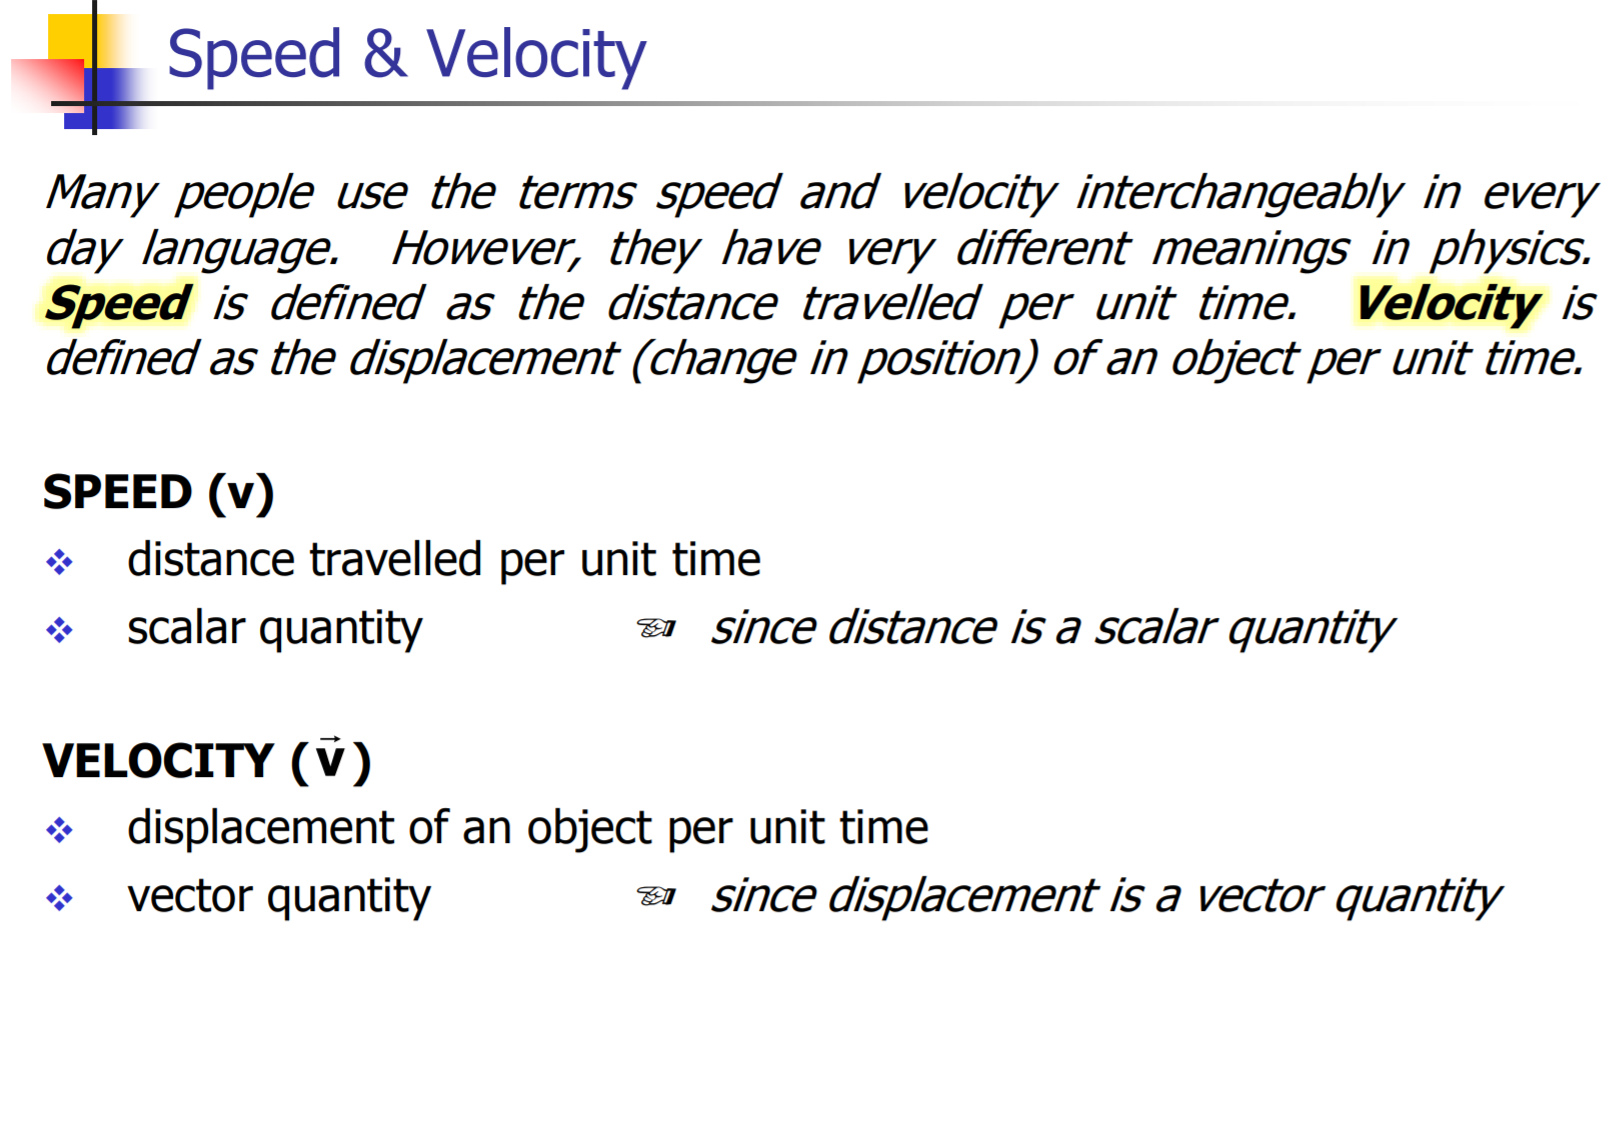 Speed & Velocity
Many people use the terms speed and velocity interchangeably in every
day language. However, they have very different meanings in physics.
Speed is defined as the distance travelled per unit time. Velocity is
defined as the displacement (change in position) of an object per unit time.
SPEED (v)
❖ distance travelled per unit time
❖ scalar quantity ☜ since distance is a scalar quantity
VELOCITY (v⃗)
❖ displacement of an object per unit time
❖ vector quantity ☜ since displacement is a vector quantity